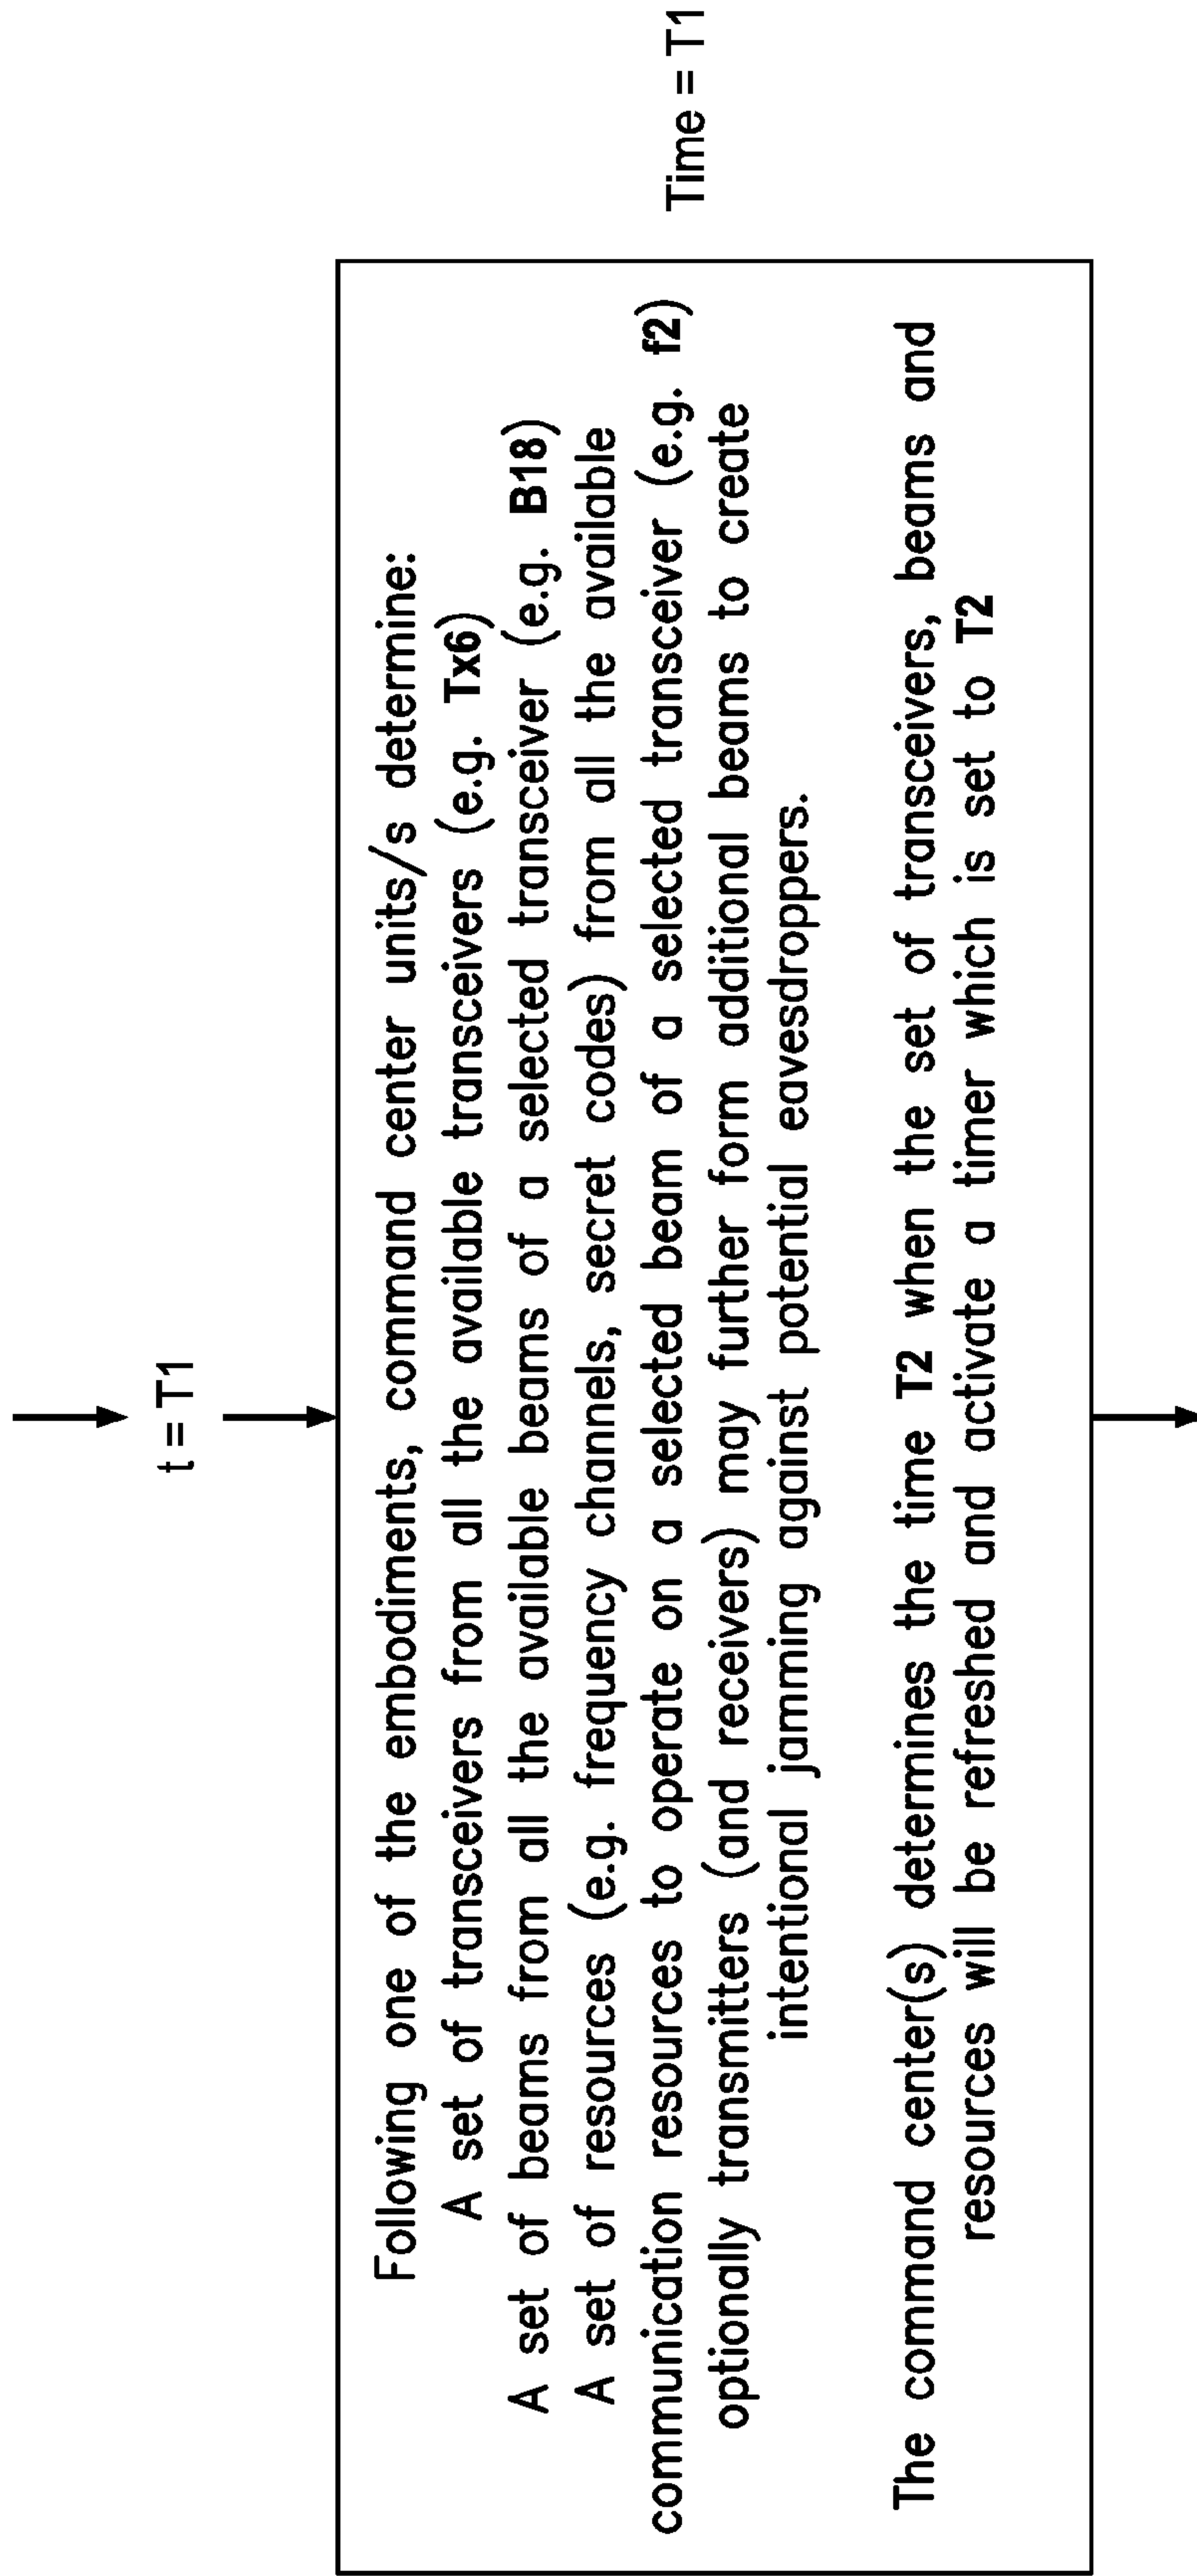 t = T1
Following one of the embodiments, command center units/s determine:
A set of transceivers from all the available transceivers (e.g. Tx6)
A set of beams from all the available beams of a selected transceiver (e.g. B18)
A set of resources (e.g. frequency channels, secret codes) from all the available
communication resources to operate on a selected beam of a selected transceiver (e.g. f2)
optionally transmitters (and receivers) may further form additional beams to create
intentional jamming against potential eavesdroppers.
The command center(s) determines the time T2 when the set of transceivers, beams and
resources will be refreshed and activate a timer which is set to T2
Time = T1